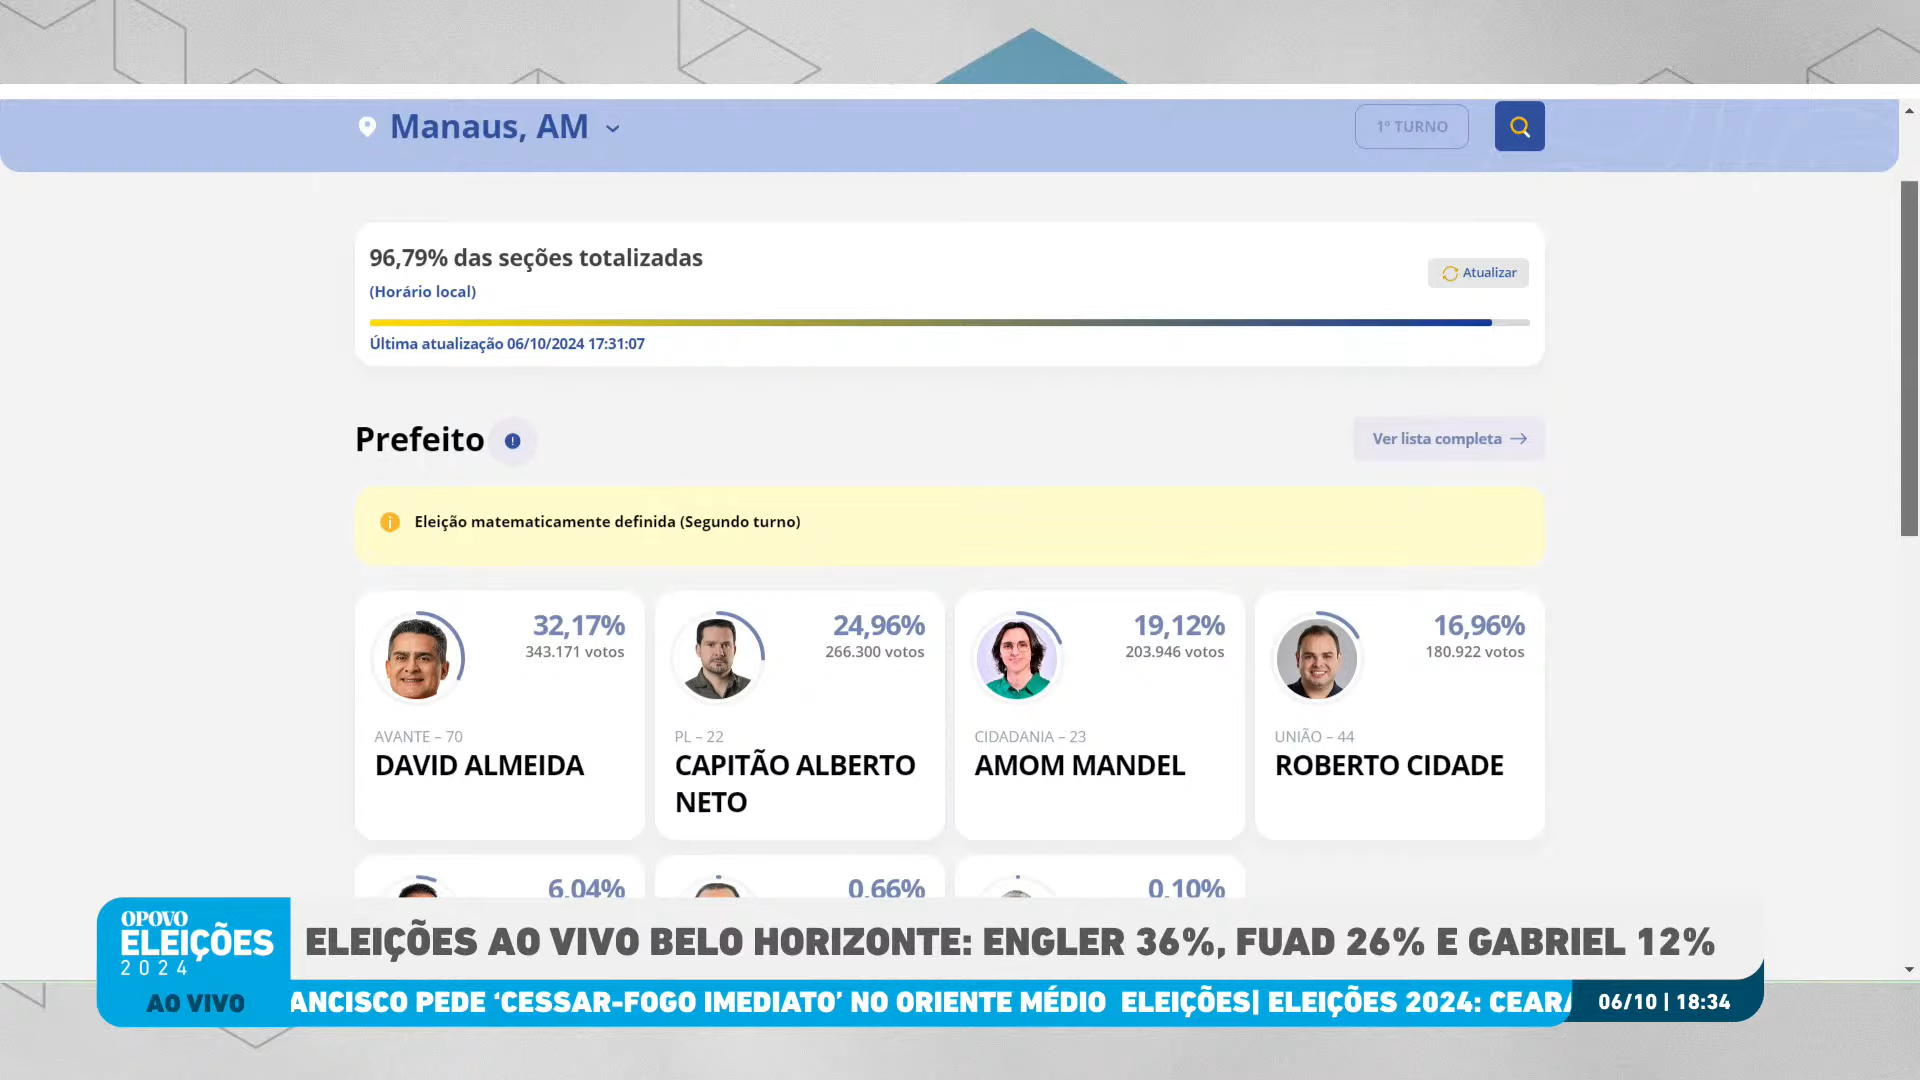 Manaus, AM
1º TURNO
96,79% das seções totalizadas
(Horário local)
Atualizar
Última atualização 06/10/2024 17:31:07
Prefeito
Ver lista completa
Eleição matematicamente definida (Segundo turno)
32,17%
343.171 votos
AVANTE – 70
DAVID ALMEIDA
24,96%
266.300 votos
PL – 22
CAPITÃO ALBERTO
NETO
19,12%
203.946 votos
CIDADANIA – 23
AMOM MANDEL
16,96%
180.922 votos
UNIÃO – 44
ROBERTO CIDADE
6,04%
0,66%
0,10%
OPOVO
ELEIÇÕES
2024
AO VIVO
ELEIÇÕES AO VIVO BELO HORIZONTE: ENGLER 36%, FUAD 26% E GABRIEL 12%
ANCISCO PEDE ‘CESSAR-FOGO IMEDIATO’ NO ORIENTE MÉDIO ELEIÇÕES| ELEIÇÕES 2024: CEARÁ
06/10 | 18:34